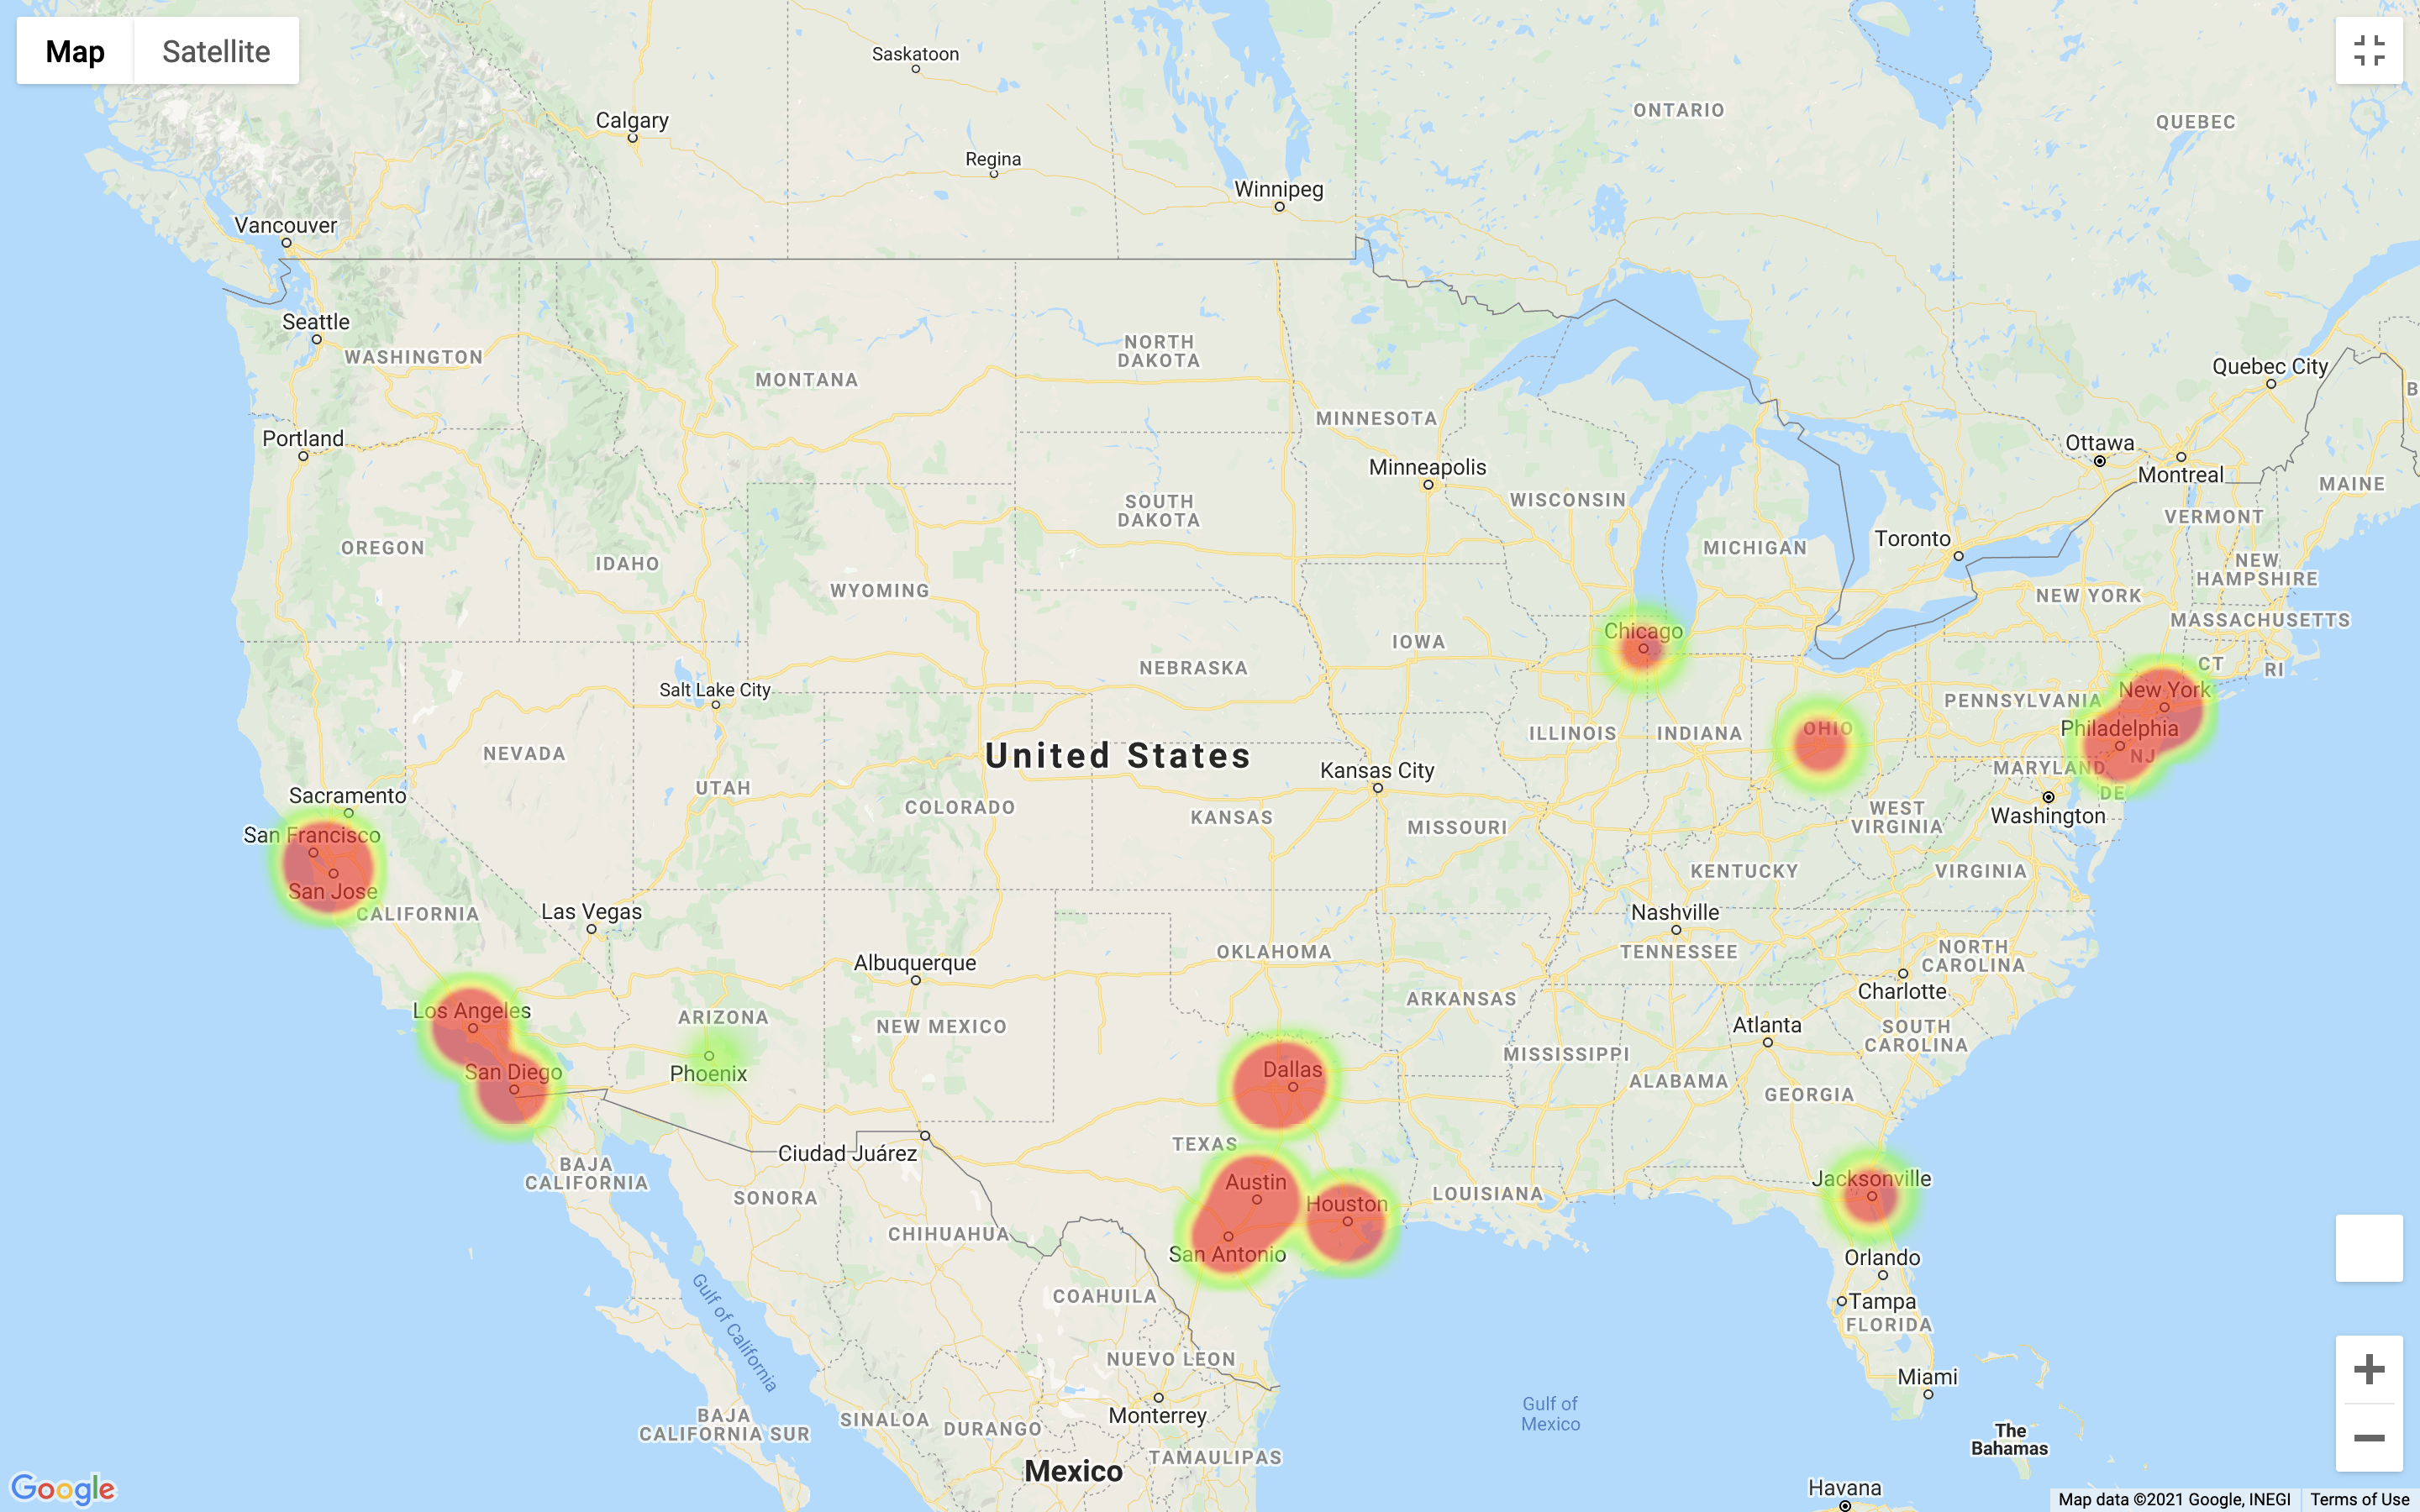 Map
Satellite
Saskatoon
Calgary
ONTARIO
QUEBEC
Regina
Winnipeg
Vancouver
Seattle
WASHINGTON
NORTH
DAKOTA
MONTANA
Quebec City
MINNESOTA
Portland
Ottawa
Minneapolis
Montreal
MAINE
WISCONSIN
SOUTH
DAKOTA
VERMONT
Toronto
OREGON
MICHIGAN
IDAHO
NEW
HAMPSHIRE
WYOMING
NEW YORK
MASSACHUSETTS
Chicago
IOWA
CT
RI
NEBRASKA
Salt Lake City
New York
PENNSYLVANIA
OHIO
Philadelphia
ILLINOIS
INDIANA
NEVADA
United States
NJ
MARYLAND
Kansas City
UTAH
DE
Sacramento
COLORADO
KANSAS
WEST
VIRGINIA
Washington
MISSOURI
San Francisco
KENTUCKY
VIRGINIA
San Jose
CALIFORNIA
Las Vegas
Nashville
TENNESSEE
OKLAHOMA
NORTH
CAROLINA
Albuquerque
Charlotte
ARKANSAS
Los Angeles
ARIZONA
NEW MEXICO
Atlanta
SOUTH
CAROLINA
MISSISSIPPI
Dallas
San Diego
Phoenix
ALABAMA
GEORGIA
TEXAS
Ciudad Juárez
BAJA
CALIFORNIA
Austin
Jacksonville
SONORA
LOUISIANA
Houston
CHIHUAHUA
San Antonio
Orlando
COAHUILA
Tampa
FLORIDA
Gulf of California
NUEVO LEON
Miami
Gulf of
Mexico
Monterrey
SINALOA
BAJA
CALIFORNIA SUR
DURANGO
The
Bahamas
TAMAULIPAS
Mexico
Havana
Google
Map data ©2021 Google, INEGI
Terms of Use